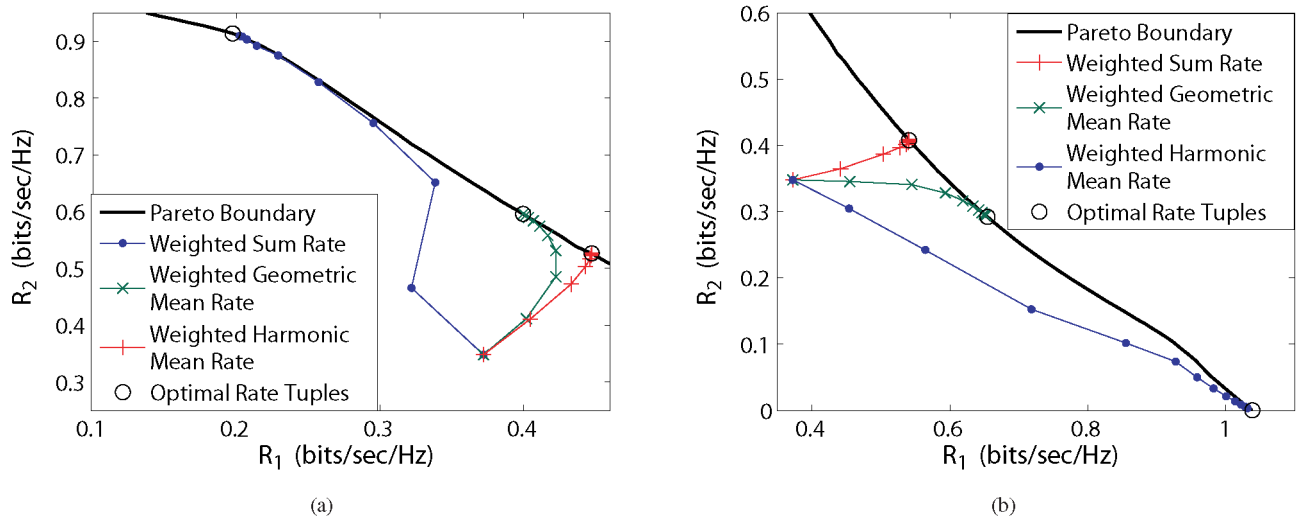 0.9
0.8
0.7
0.6
0.5
0.4
0.3
R2 (bits/sec/Hz)
Pareto Boundary
Weighted Sum Rate
Weighted Geometric
Mean Rate
Weighted Harmonic
Mean Rate
Optimal Rate Tuples
0.1 0.2 0.3 0.4
R1 (bits/sec/Hz)
(a)
0.6
0.5
0.4
0.3
0.2
0.1
0
R2 (bits/sec/Hz)
Pareto Boundary
Weighted Sum Rate
Weighted Geometric
Mean Rate
Weighted Harmonic
Mean Rate
Optimal Rate Tuples
0.4 0.6 0.8 1
R1 (bits/sec/Hz)
(b)